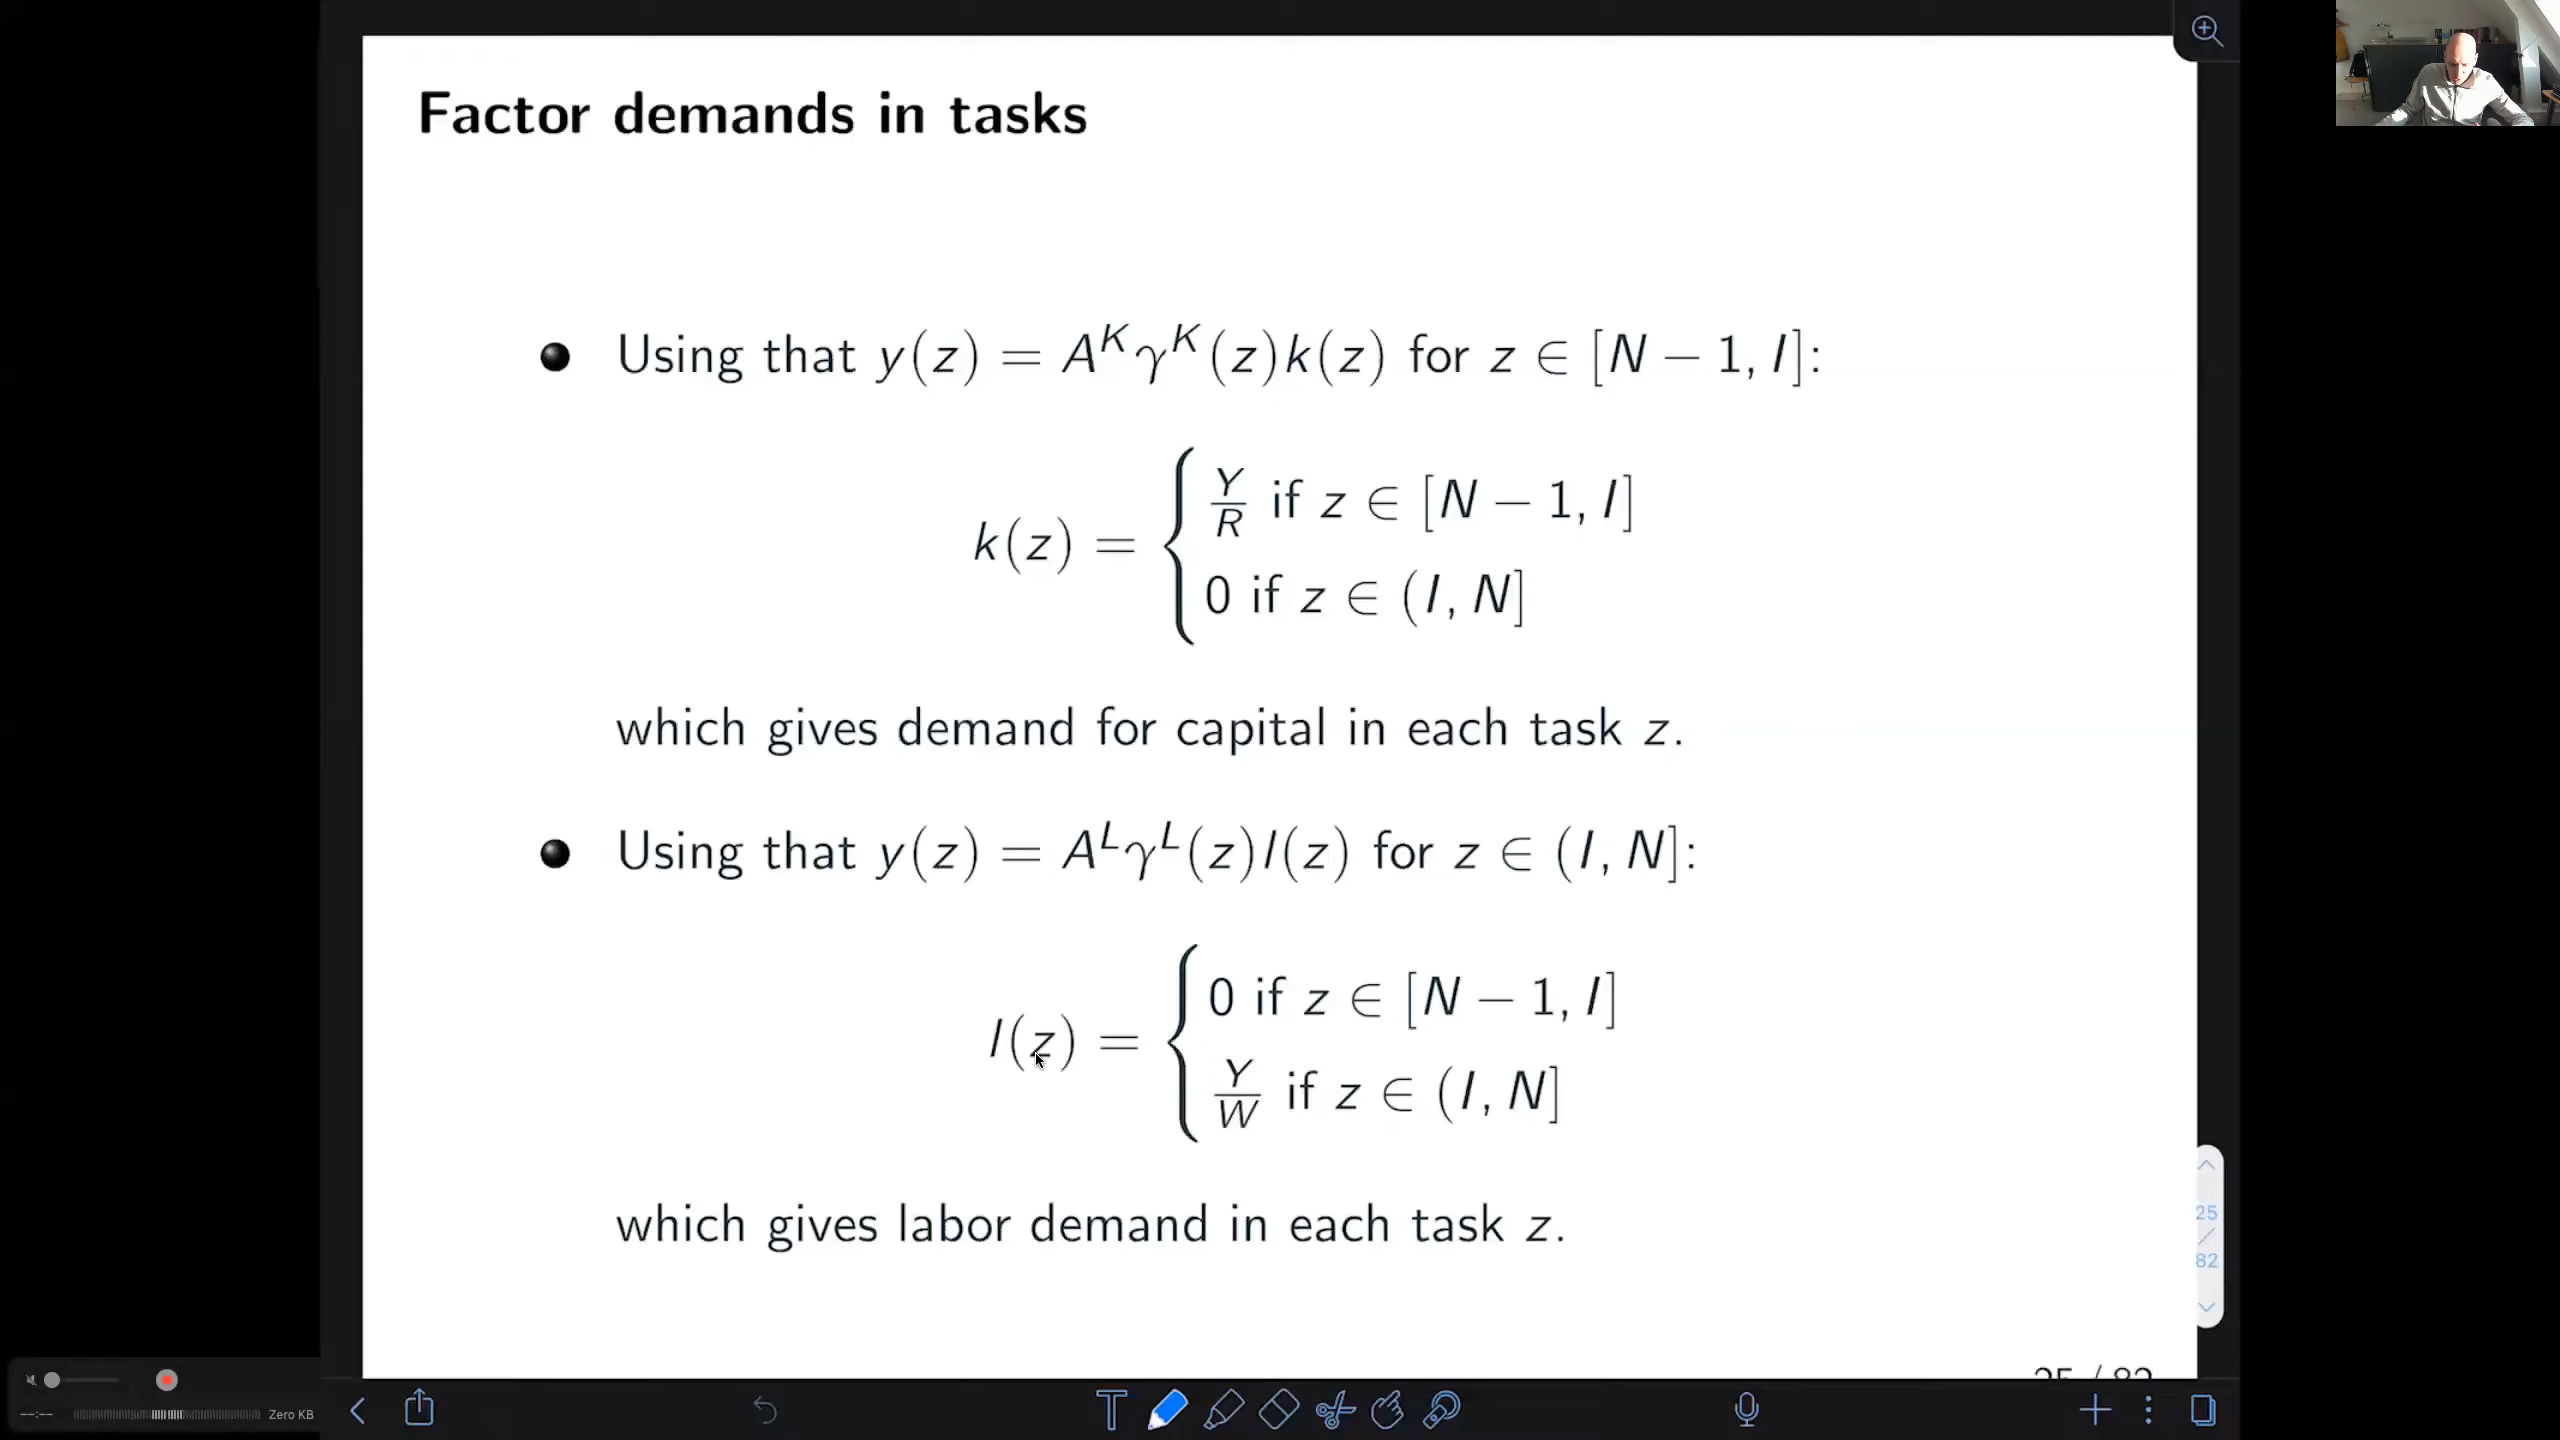 Factor demands in tasks
Using that y(z) = A^K γ^K(z)k(z) for z ∈ [N − 1, I]:
k(z) = { Y/R if z ∈ [N − 1, I]
0 if z ∈ (I, N]
which gives demand for capital in each task z.
Using that y(z) = A^L γ^L(z)l(z) for z ∈ (I, N]:
l(z) = { 0 if z ∈ [N − 1, I]
Y/W if z ∈ (I, N]
which gives labor demand in each task z.
25
/
82
25 / 82
--:--
Zero KB